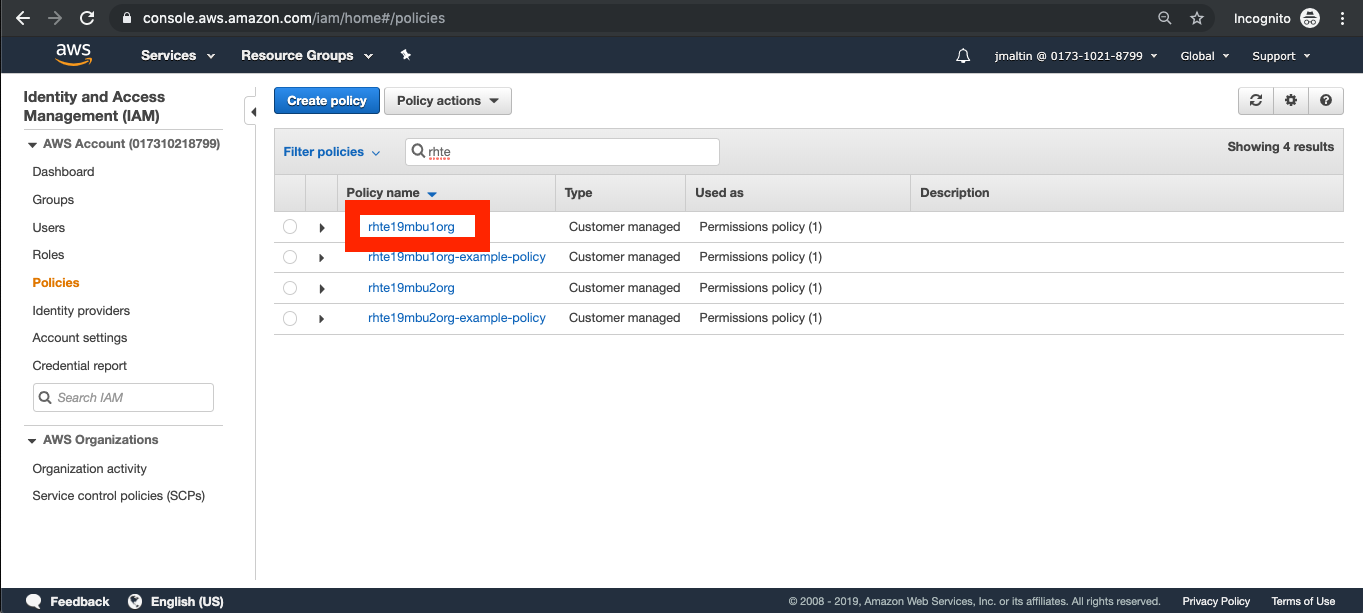 console.aws.amazon.com/iam/home#/policies
Incognito
aws
Services
Resource Groups
jmaltin @ 0173-1021-8799
Global
Support
Identity and Access
Management (IAM)
AWS Account (017310218799)
Dashboard
Groups
Users
Roles
Policies
Identity providers
Account settings
Credential report
Search IAM
AWS Organizations
Organization activity
Service control policies (SCPs)
Create policy
Policy actions
Filter policies
rhte
Showing 4 results
Policy name Type Used as Description
rhte19mbu1org Customer managed Permissions policy (1)
rhte19mbu1org-example-policy Customer managed Permissions policy (1)
rhte19mbu2org Customer managed Permissions policy (1)
rhte19mbu2org-example-policy Customer managed Permissions policy (1)
Feedback
English (US)
© 2008 - 2019, Amazon Web Services, Inc. or its affiliates. All rights reserved.
Privacy Policy
Terms of Use